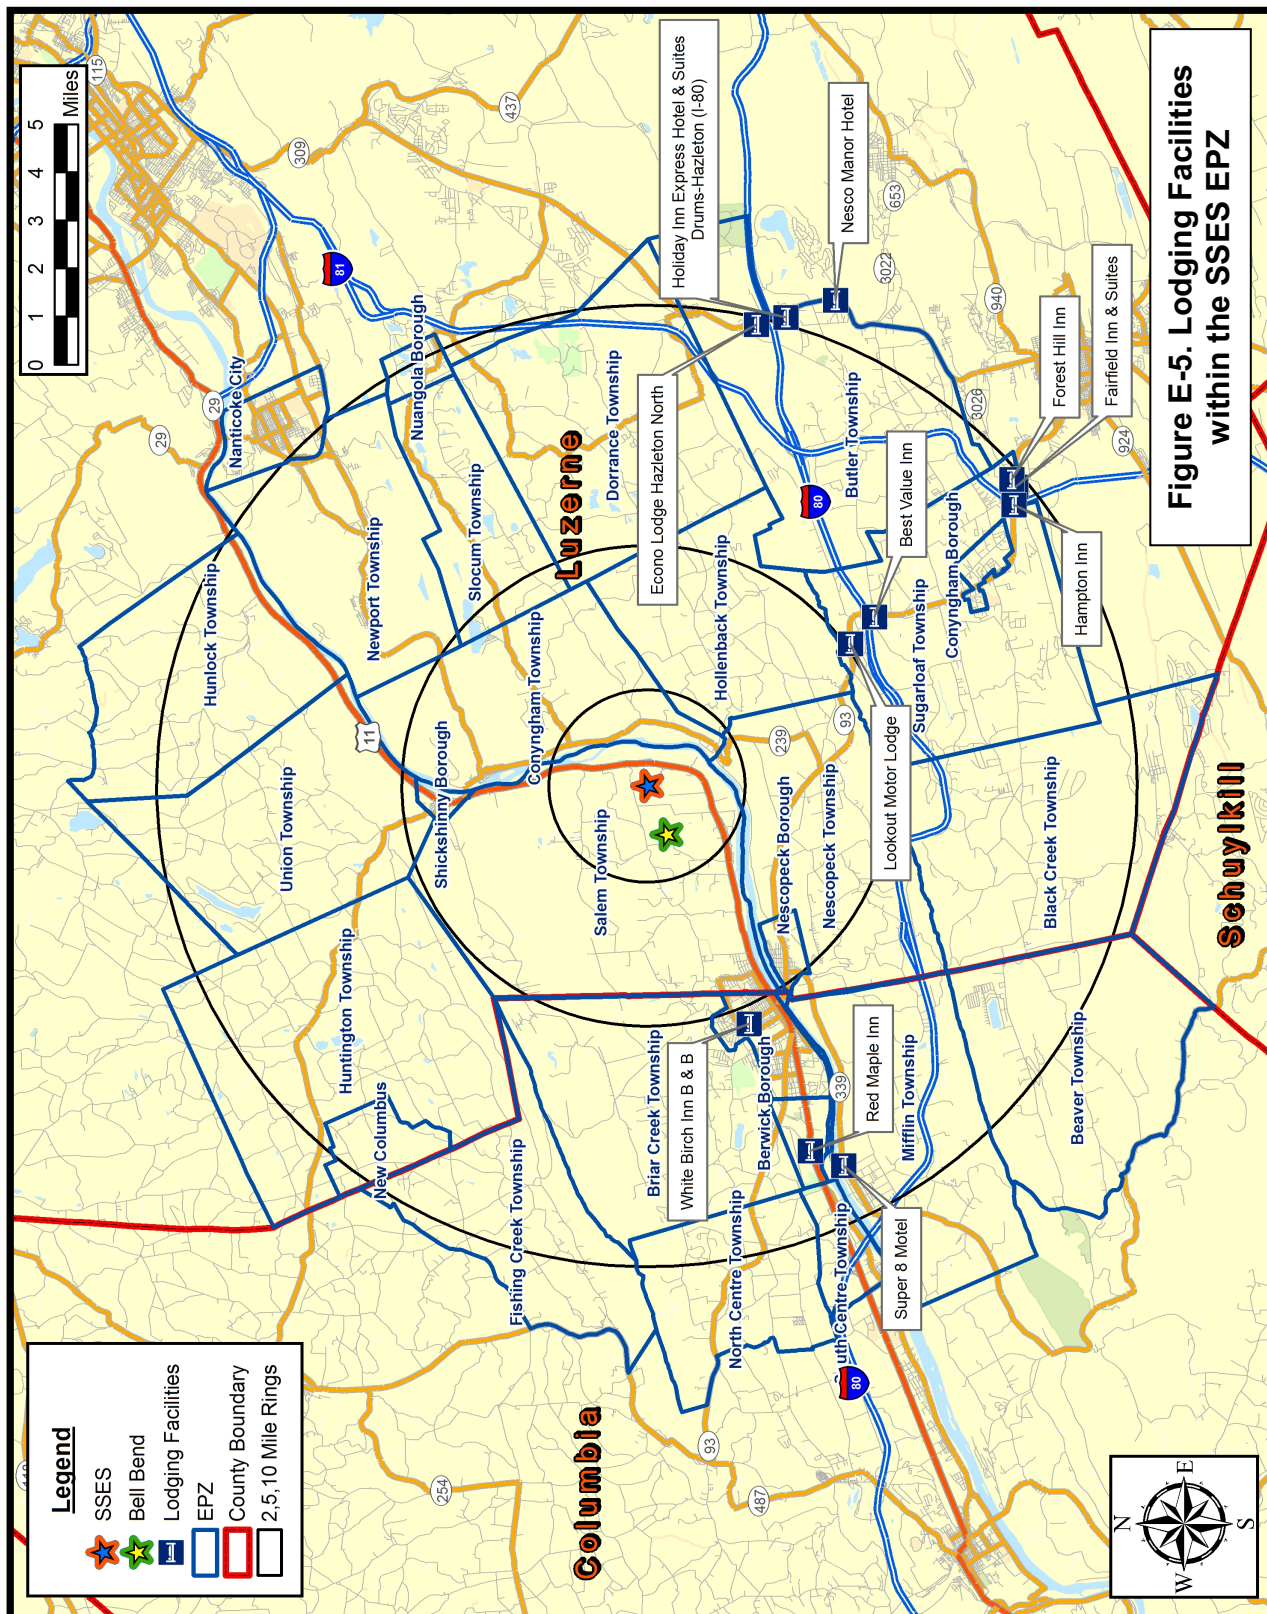 Figure E-5. Lodging Facilities
within the SSES EPZ
Legend
SSES
Bell Bend
Lodging Facilities
EPZ
County Boundary
2,5,10 Mile Rings
0 1 2 3 4 5
Miles
N
E
S
W
Columbia
Luzerne
Schuylkill
Fishing Creek Township
New Columbus
Huntington Township
Union Township
Hunlock Township
Nanticoke City
Newport Township
Nuangola Borough
Slocum Township
Shickshinny Borough
Conyngham Township
Dorrance Township
Salem Township
Hollenback Township
Briar Creek Township
Berwick Borough
North Centre Township
South Centre Township
Mifflin Township
Beaver Township
Nescopeck Borough
Nescopeck Township
Black Creek Township
Sugarloaf Township
Conyngham Borough
Butler Township
White Birch Inn B & B
Red Maple Inn
Super 8 Motel
Lookout Motor Lodge
Best Value Inn
Econo Lodge Hazleton North
Holiday Inn Express Hotel & Suites
Drums-Hazleton (I-80)
Nesco Manor Hotel
Forest Hill Inn
Fairfield Inn & Suites
Hampton Inn
115
309
437
81
29
29
11
254
93
487
80
339
239
93
80
3022
653
940
3026
924